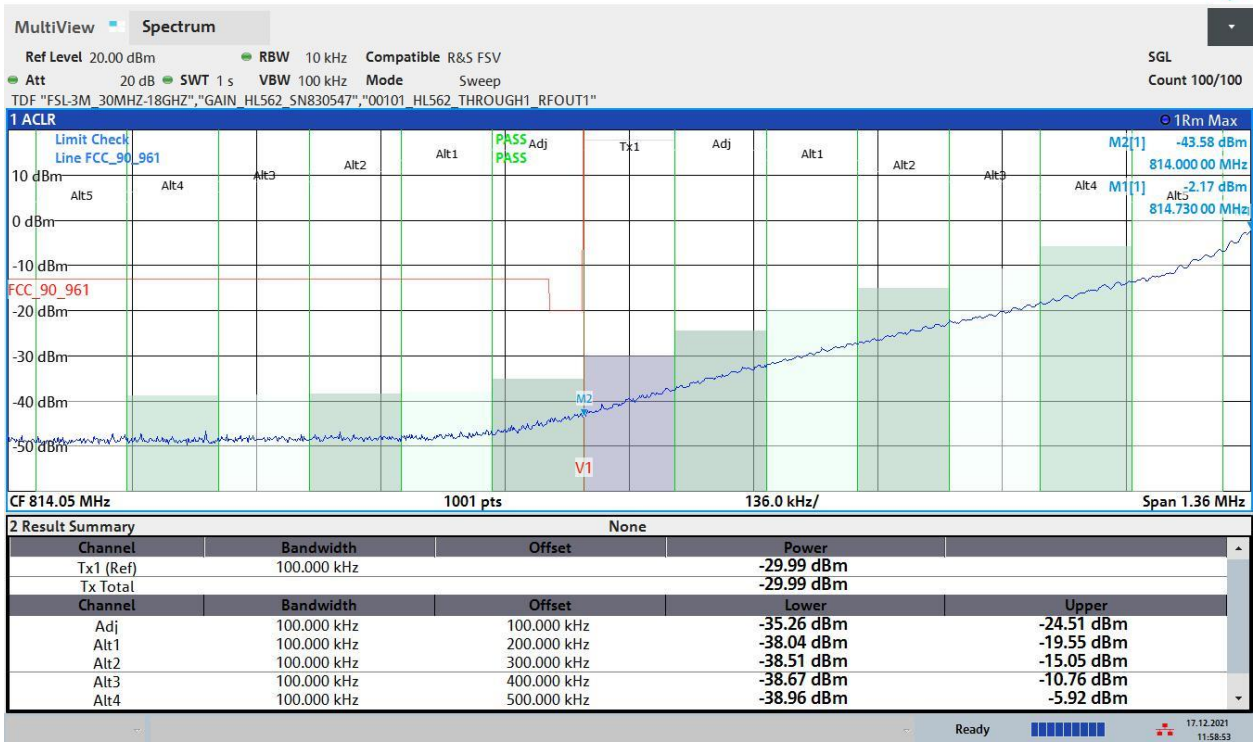 MultiView Spectrum
Ref Level 20.00 dBm RBW 10 kHz Compatible R&S FSV SGL
Att 20 dB SWT 1 s VBW 100 kHz Mode Sweep Count 100/100
TDF "FSL-3M_30MHZ-18GHZ","GAIN_HL562_SN830547","00101_HL562_THROUGH1_RFOUT1"
1 ACLR 1Rm Max
Limit Check PASS M2[1] -43.58 dBm
Line FCC_90_961 PASS 814.000 00 MHz
Alt5 Alt4 Alt3 Alt2 Alt1 Adj Tx1 Adj Alt1 Alt2 Alt3 Alt4 Alt5
M1[1] -2.17 dBm
814.730 00 MHz
10 dBm
0 dBm
-10 dBm
FCC_90_961
-20 dBm
-30 dBm
-40 dBm
M2
-50 dBm
V1
CF 814.05 MHz 1001 pts 136.0 kHz/ Span 1.36 MHz
2 Result Summary None
Channel Bandwidth Offset Power
Tx1 (Ref) 100.000 kHz -29.99 dBm
Tx Total -29.99 dBm
Channel Bandwidth Offset Lower Upper
Adj 100.000 kHz 100.000 kHz -35.26 dBm -24.51 dBm
Alt1 100.000 kHz 200.000 kHz -38.04 dBm -19.55 dBm
Alt2 100.000 kHz 300.000 kHz -38.51 dBm -15.05 dBm
Alt3 100.000 kHz 400.000 kHz -38.67 dBm -10.76 dBm
Alt4 100.000 kHz 500.000 kHz -38.96 dBm -5.92 dBm
Ready 17.12.2021
11:58:53